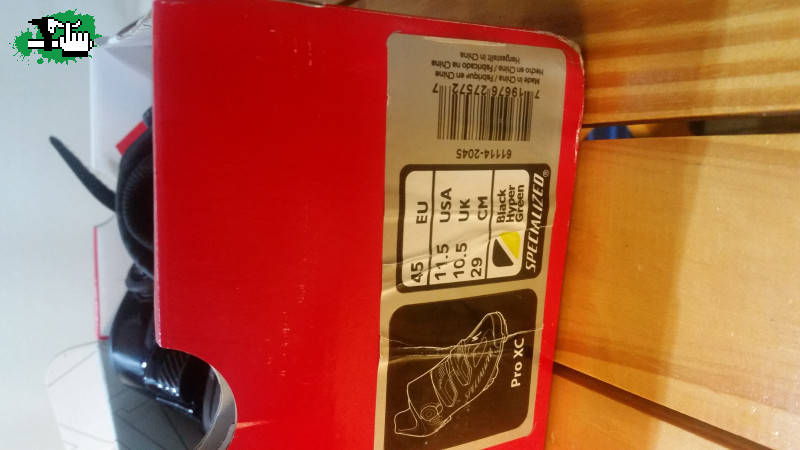 Pro XC
45 EU
11.5 USA
10.5 UK
29 CM
Black
Hyper
Green
SPECIALIZED®
61114-2045
7 19676 27572 7
Made in China / Fabriqué en Chine
Hecho en China / Fabricado na China
Hergestellt in China